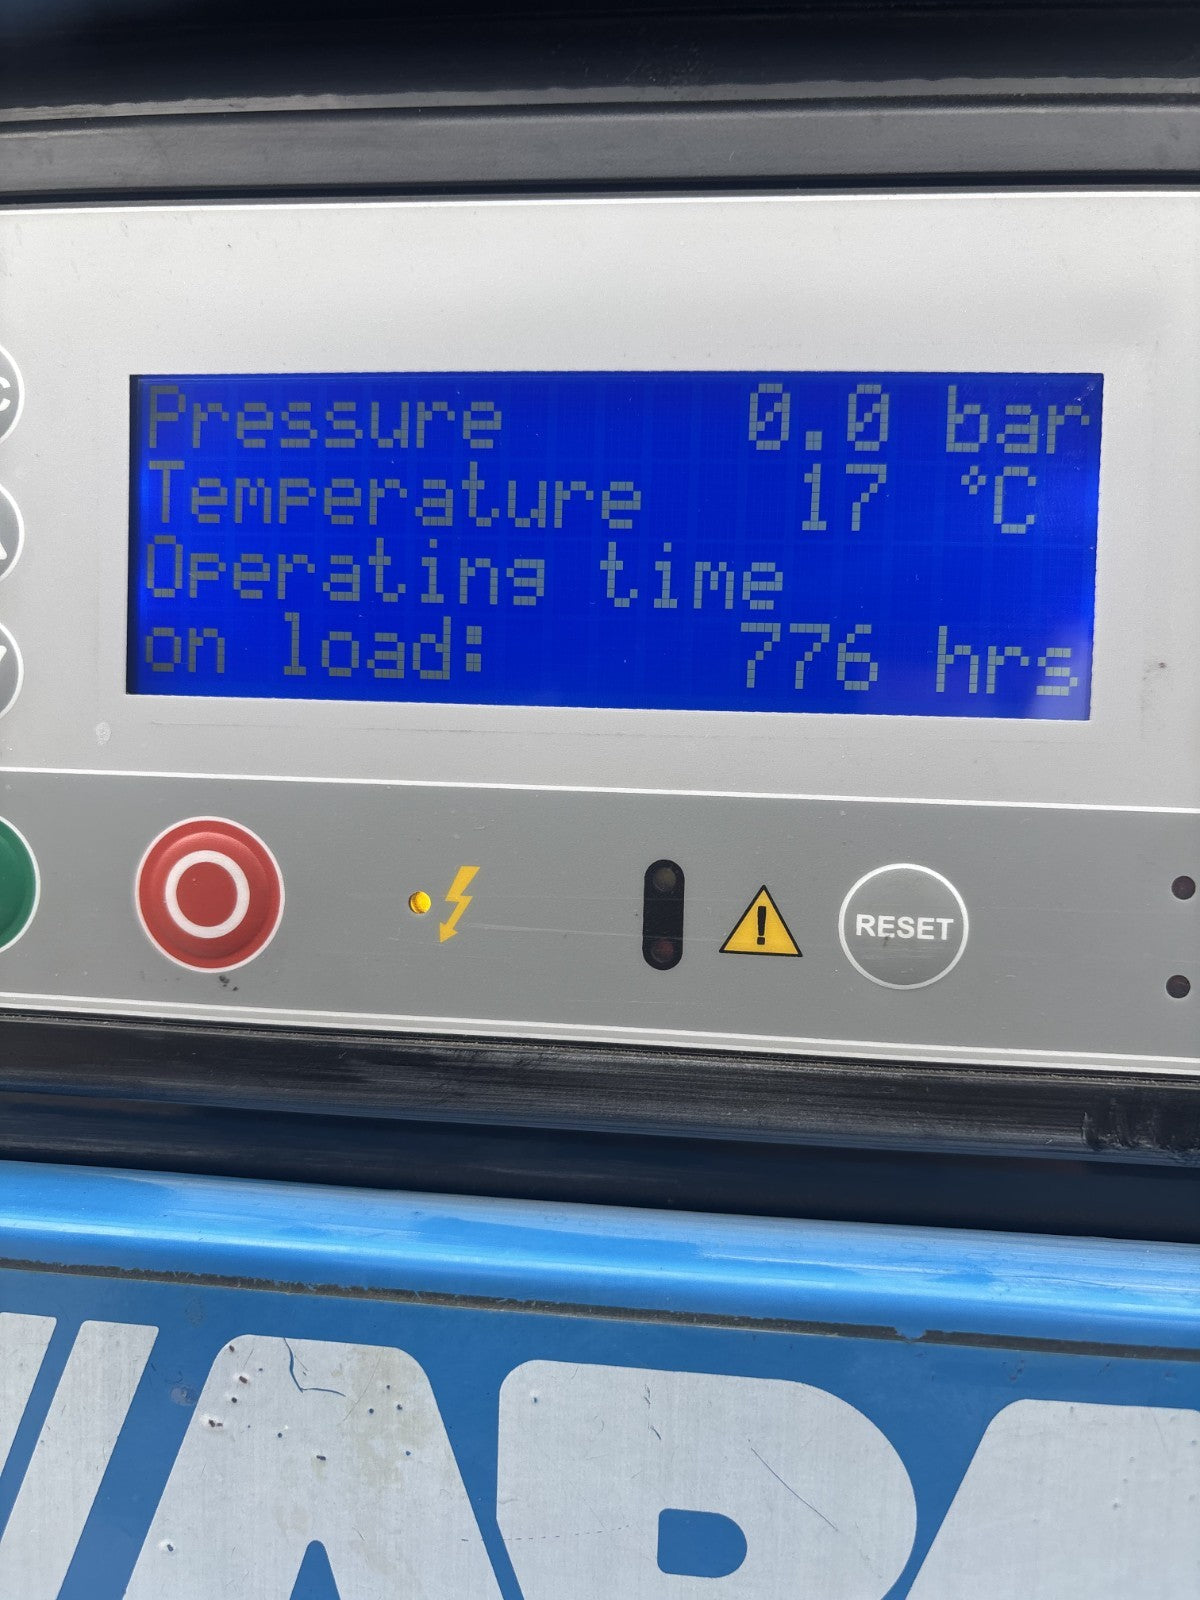 Pressure 0.0 bar
Temperature 17 °C
Operating time
on load: 776 hrs
RESET